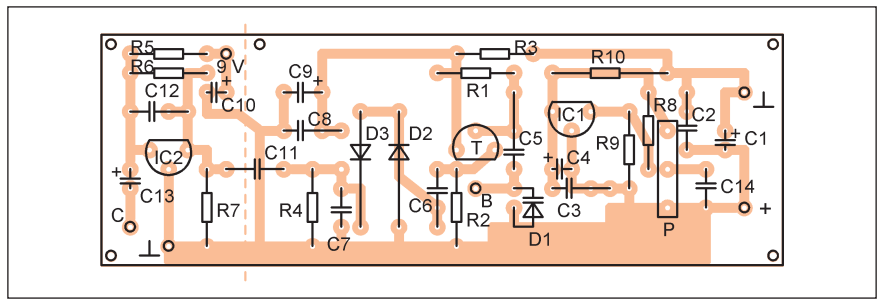 R5
R3
R6
9 V
C9
+
R1
R10
C12
+
C10
C8
IC1
R8
C2
⊥
D3
D2
T
C5
R9
+
C1
IC2
C11
+
C4
+
C13
C3
C14
C
R7
R4
C7
C6
R2
B
D1
P
+
⊥